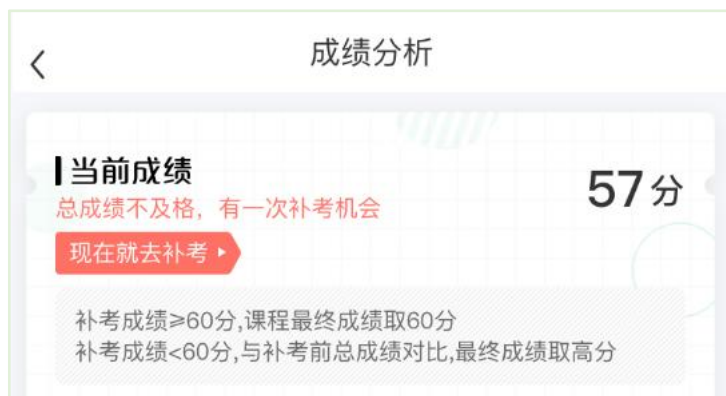 成绩分析
当前成绩
57分
总成绩不及格，有一次补考机会
现在就去补考
补考成绩≥60分,课程最终成绩取60分
补考成绩<60分,与补考前总成绩对比,最终成绩取高分